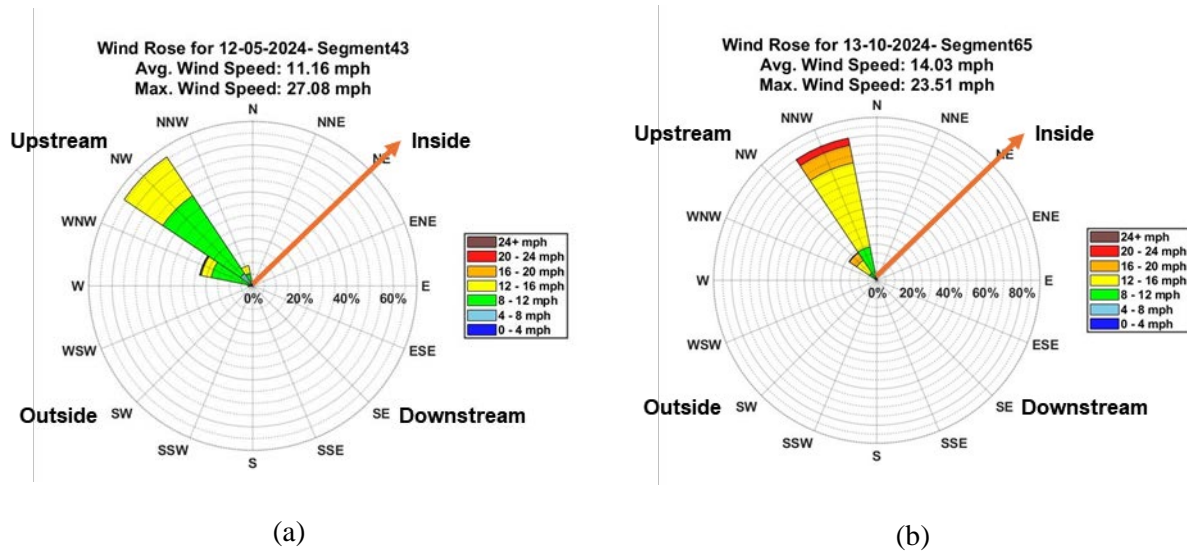 Wind Rose for 12-05-2024- Segment43
Avg. Wind Speed: 11.16 mph
Max. Wind Speed: 27.08 mph
N
NNW
NNE
Upstream
Inside
NW
NE
WNW
ENE
24+ mph
20 - 24 mph
16 - 20 mph
12 - 16 mph
8 - 12 mph
4 - 8 mph
0 - 4 mph
W
0% 20% 40% 60%
E
WSW
ESE
Outside
SW
SE
Downstream
SSW
SSE
S
(a)
Wind Rose for 13-10-2024- Segment65
Avg. Wind Speed: 14.03 mph
Max. Wind Speed: 23.51 mph
N
NNW
NNE
Upstream
Inside
NW
NE
WNW
ENE
24+ mph
20 - 24 mph
16 - 20 mph
12 - 16 mph
8 - 12 mph
4 - 8 mph
0 - 4 mph
W
0% 20% 40% 60% 80%
E
WSW
ESE
Outside
SW
SE
Downstream
SSW
SSE
S
(b)